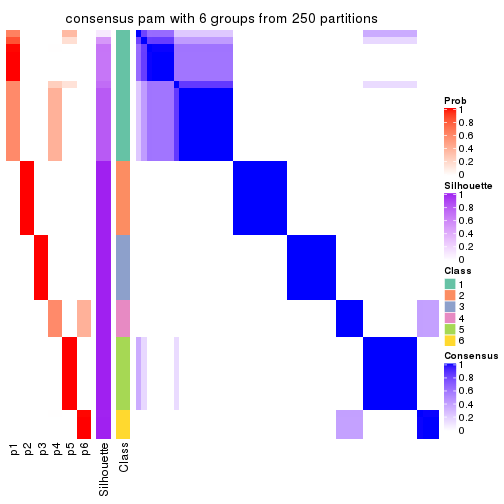 consensus pam with 6 groups from 250 partitions
Prob
1
0.8
0.6
0.4
0.2
0
Silhouette
1
0.8
0.6
0.4
0.2
0
Class
1
2
3
4
5
6
Consensus
1
0.8
0.6
0.4
0.2
0
p1
p2
p3
p4
p5
p6
Silhouette
Class